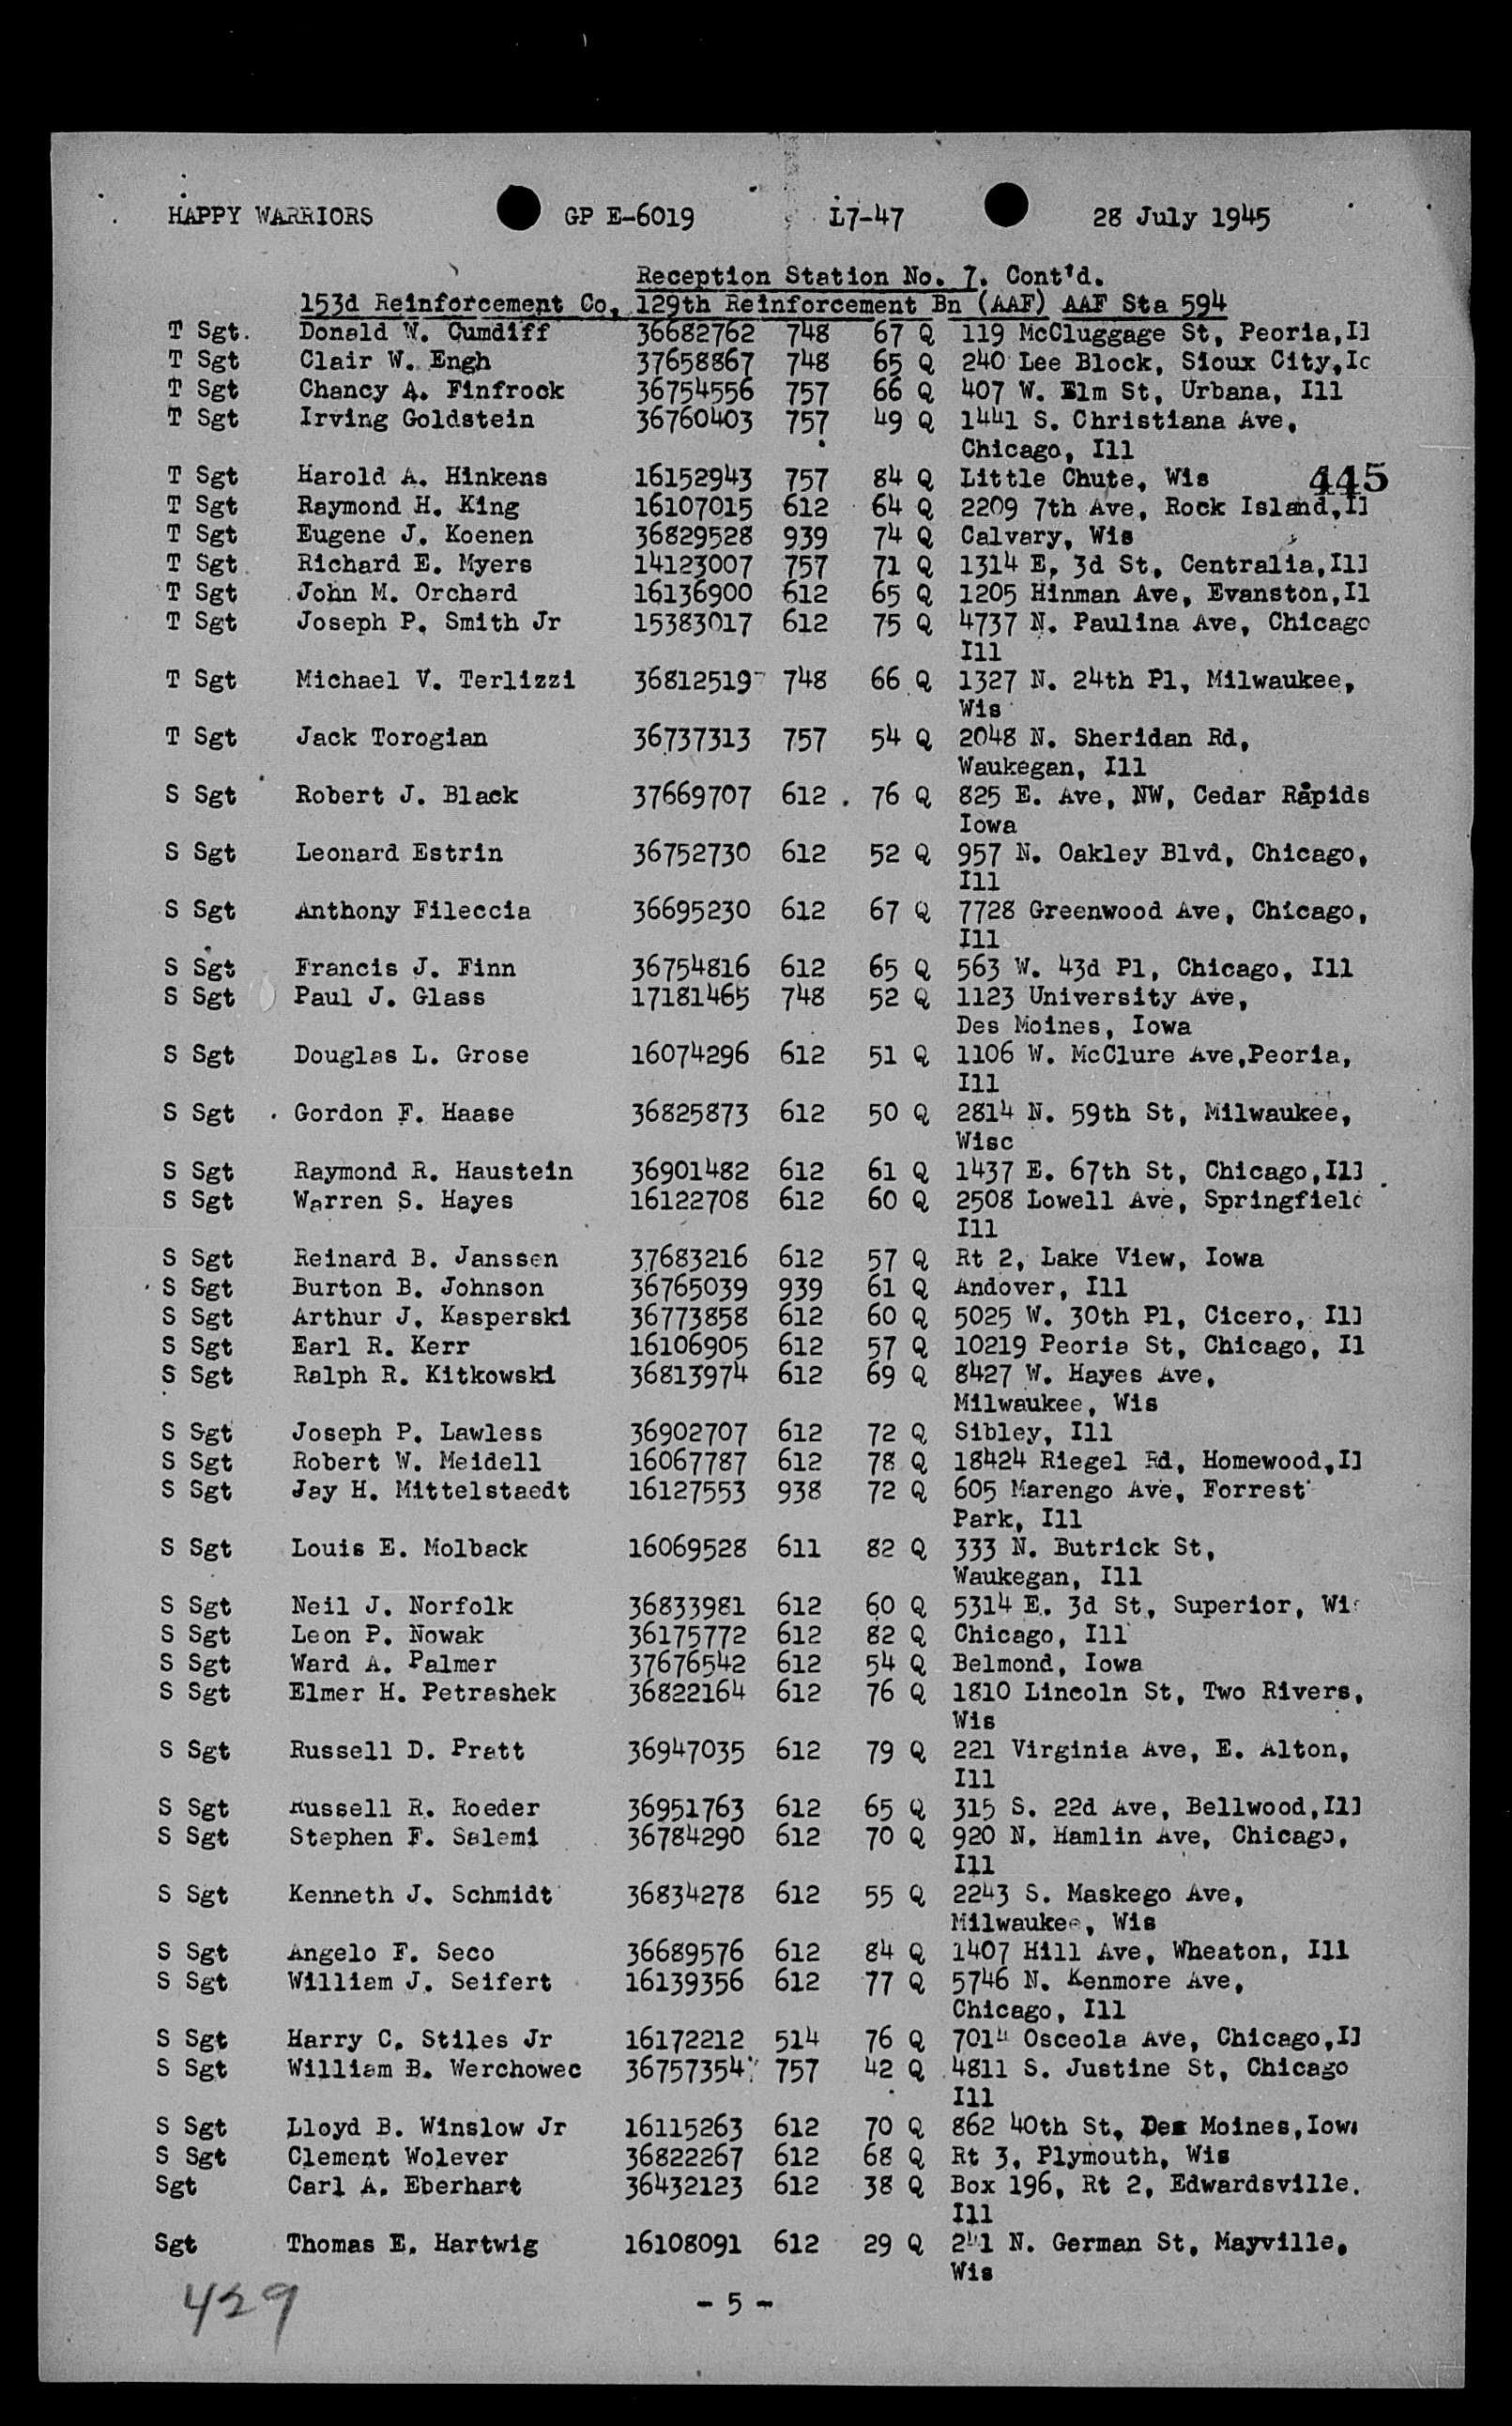 HAPPY WARRIORS GP E-6019 L7-47 28 July 1945
Reception Station No. 7. Cont'd.
153d Reinforcement Co, 129th Reinforcement Bn (AAF) AAF Sta 594
T Sgt. Donald W. Cumdiff 36682762 748 67 Q 119 McCluggage St, Peoria,Il
T Sgt Clair W. Engh 37658867 748 65 Q 240 Lee Block, Sioux City,Io
T Sgt Chancy A. Finfrock 36754556 757 66 Q 407 W. Elm St, Urbana, Ill
T Sgt Irving Goldstein 36760403 757 49 Q 1441 S. Christiana Ave,
Chicago, Ill
T Sgt Harold A. Hinkens 16152943 757 84 Q Little Chute, Wis 445
T Sgt Raymond H. King 16107015 612 64 Q 2209 7th Ave, Rock Island,Il
T Sgt Eugene J. Koenen 36829528 939 74 Q Calvary, Wis
T Sgt Richard E. Myers 14123007 757 71 Q 1314 E, 3d St, Centralia,Ill
T Sgt John M. Orchard 16136900 612 65 Q 1205 Hinman Ave, Evanston,Il
T Sgt Joseph P. Smith Jr 15383017 612 75 Q 4737 N. Paulina Ave, Chicago
Ill
T Sgt Michael V. Terlizzi 36812519 748 66 Q 1327 N. 24th Pl, Milwaukee,
Wis
T Sgt Jack Torogian 36737313 757 54 Q 2048 N. Sheridan Rd,
Waukegan, Ill
S Sgt Robert J. Black 37669707 612 76 Q 825 E. Ave, NW, Cedar Rapids
Iowa
S Sgt Leonard Estrin 36752730 612 52 Q 957 N. Oakley Blvd, Chicago,
Ill
S Sgt Anthony Fileccia 36695230 612 67 Q 7728 Greenwood Ave, Chicago,
Ill
S Sgt Francis J. Finn 36754816 612 65 Q 563 W. 43d Pl, Chicago, Ill
S Sgt Paul J. Glass 17181465 748 52 Q 1123 University Ave,
Des Moines, Iowa
S Sgt Douglas L. Grose 16074296 612 51 Q 1106 W. McClure Ave,Peoria,
Ill
S Sgt Gordon F. Haase 36825873 612 50 Q 2814 N. 59th St, Milwaukee,
Wisc
S Sgt Raymond R. Haustein 36901482 612 61 Q 1437 E. 67th St, Chicago,Ill
S Sgt Warren S. Hayes 16122708 612 60 Q 2508 Lowell Ave, Springfield
Ill
S Sgt Reinard B. Janssen 37683216 612 57 Q Rt 2, Lake View, Iowa
S Sgt Burton B. Johnson 36765039 939 61 Q Andover, Ill
S Sgt Arthur J. Kasperski 36773858 612 60 Q 5025 W. 30th Pl, Cicero, Ill
S Sgt Earl R. Kerr 16106905 612 57 Q 10219 Peoria St, Chicago, Il
S Sgt Ralph R. Kitkowski 36813974 612 69 Q 8427 W. Hayes Ave,
Milwaukee, Wis
S Sgt Joseph P. Lawless 36902707 612 72 Q Sibley, Ill
S Sgt Robert W. Meidell 16067787 612 78 Q 18424 Riegel Rd, Homewood,Il
S Sgt Jay H. Mittelstaedt 16127553 938 72 Q 605 Marengo Ave, Forrest
Park, Ill
S Sgt Louis E. Molback 16069528 611 82 Q 333 N. Butrick St,
Waukegan, Ill
S Sgt Neil J. Norfolk 36833981 612 60 Q 5314 E. 3d St, Superior, Wis
S Sgt Leon P. Nowak 36175772 612 82 Q Chicago, Ill
S Sgt Ward A. Palmer 37676542 612 54 Q Belmond, Iowa
S Sgt Elmer H. Petrashek 36822164 612 76 Q 1810 Lincoln St, Two Rivers,
Wis
S Sgt Russell D. Pratt 36947035 612 79 Q 221 Virginia Ave, E. Alton,
Ill
S Sgt Russell R. Roeder 36951763 612 65 Q 315 S. 22d Ave, Bellwood,Ill
S Sgt Stephen F. Salemi 36784290 612 70 Q 920 N. Hamlin Ave, Chicago,
Ill
S Sgt Kenneth J. Schmidt 36834278 612 55 Q 2243 S. Maskego Ave,
Milwaukee, Wis
S Sgt Angelo F. Seco 36689576 612 84 Q 1407 Hill Ave, Wheaton, Ill
S Sgt William J. Seifert 16139356 612 77 Q 5746 N. Kenmore Ave,
Chicago, Ill
S Sgt Harry C. Stiles Jr 16172212 514 76 Q 7014 Osceola Ave, Chicago,Il
S Sgt William B. Werchowec 36757354 757 42 Q 4811 S. Justine St, Chicago
Ill
S Sgt Lloyd B. Winslow Jr 16115263 612 70 Q 862 40th St, Des Moines,Iowa
S Sgt Clement Wolever 36822267 612 68 Q Rt 3, Plymouth, Wis
Sgt Carl A. Eberhart 36432123 612 38 Q Box 196, Rt 2, Edwardsville,
Ill
Sgt Thomas E. Hartwig 16108091 612 29 Q 241 N. German St, Mayville,
Wis
429 - 5 -